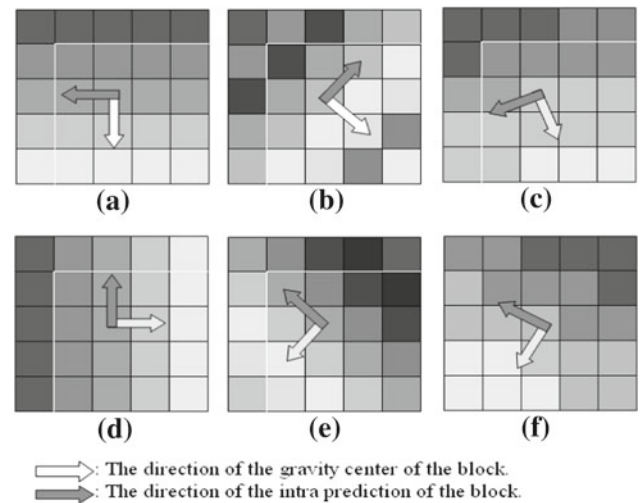 (a) (b) (c)
(d) (e) (f)
: The direction of the gravity center of the block.
: The direction of the intra prediction of the block.